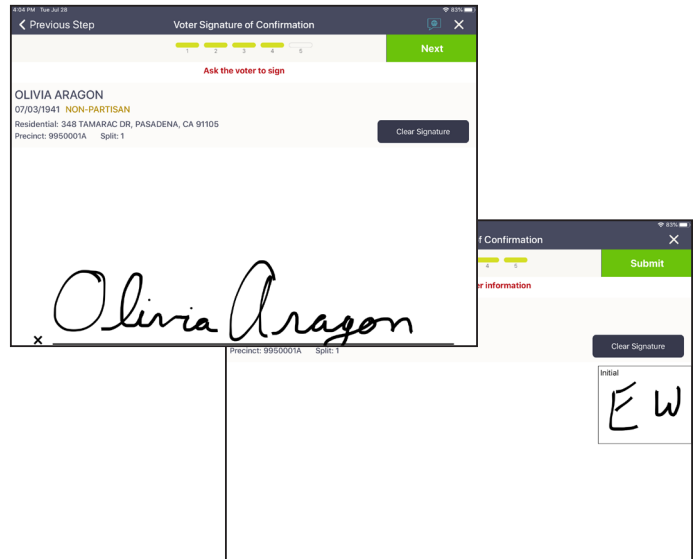 4:04 PM Tue Jul 28 83%
Previous Step Voter Signature of Confirmation
1 2 3 4 5 Next
Ask the voter to sign
OLIVIA ARAGON
07/03/1941 NON-PARTISAN
Residential: 348 TAMARAC DR, PASADENA, CA 91105
Precinct: 9950001A Split: 1
Clear Signature
Olivia Aragon
×
83%
f Confirmation
4 5 Submit
er information
Clear Signature
Precinct: 9950001A Split: 1
Initial
E W